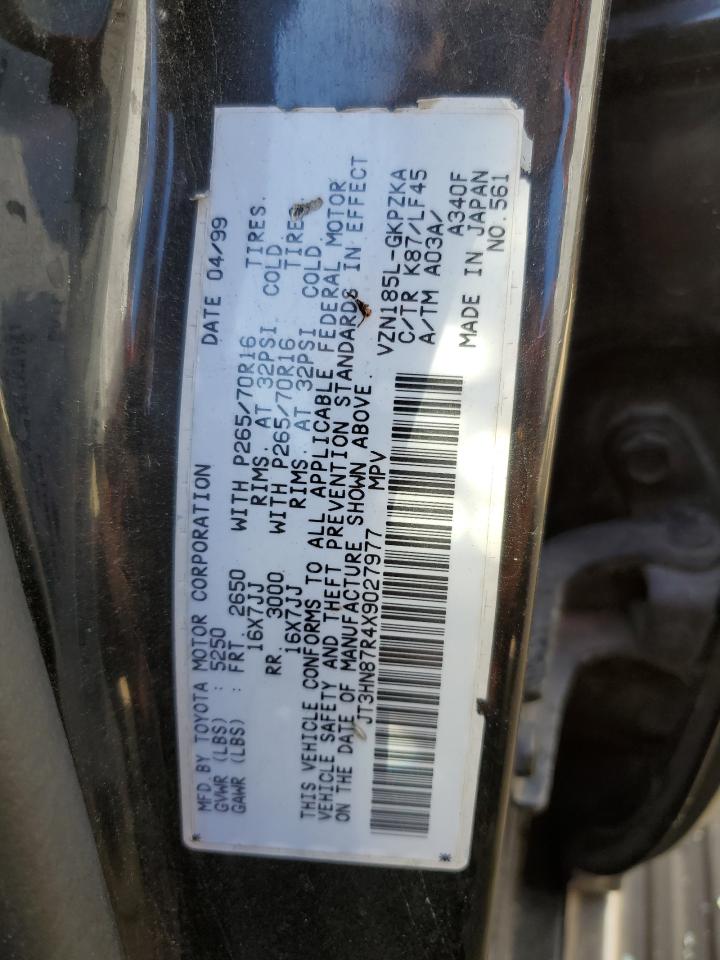 MFD. BY TOYOTA MOTOR CORPORATION DATE 04/99
GVWR (LBS) : 5250
GAWR (LBS) : FRT. 2650 WITH P265/70R16 TIRES.
16X7JJ RIMS. AT 32PSI COLD.
RR. 3000 WITH P265/70R16 TIRES
16X7JJ RIMS. AT 32PSI COLD.
THIS VEHICLE CONFORMS TO ALL APPLICABLE FEDERAL MOTOR
VEHICLE SAFETY AND THEFT PREVENTION STANDARDS IN EFFECT
ON THE DATE OF MANUFACTURE SHOWN ABOVE.
JT3HN87R4X9027977 MPV
VZN185L-GKPZKA
C/TR K87/LF45
A/TM A03A/
A340F
MADE IN JAPAN
NO.561